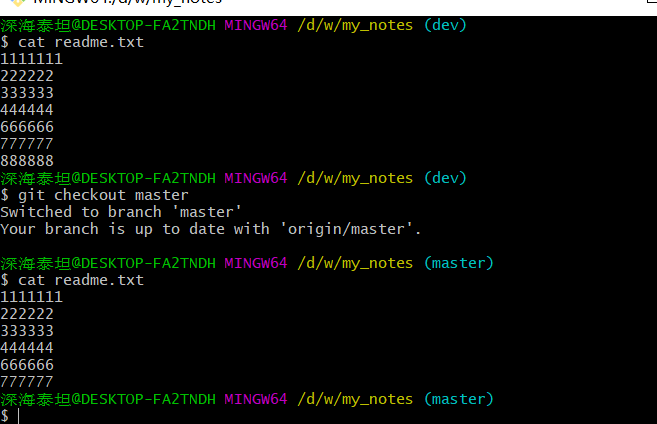 MINGW64:/d/w/my_notes
深海泰坦@DESKTOP-FA2TNDH MINGW64 /d/w/my_notes (dev)
$ cat readme.txt
1111111
222222
333333
444444
666666
777777
888888
深海泰坦@DESKTOP-FA2TNDH MINGW64 /d/w/my_notes (dev)
$ git checkout master
Switched to branch 'master'
Your branch is up to date with 'origin/master'.
深海泰坦@DESKTOP-FA2TNDH MINGW64 /d/w/my_notes (master)
$ cat readme.txt
1111111
222222
333333
444444
666666
777777
深海泰坦@DESKTOP-FA2TNDH MINGW64 /d/w/my_notes (master)
$